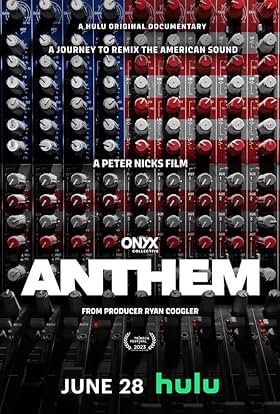 A HULU ORIGINAL DOCUMENTARY
A JOURNEY TO REMIX THE AMERICAN SOUND
A PETER NICKS FILM
ONYX
COLLECTIVE
ANTHEM
FROM PRODUCER RYAN COOGLER
TRIBECA
FESTIVAL
2023
JUNE 28 hulu